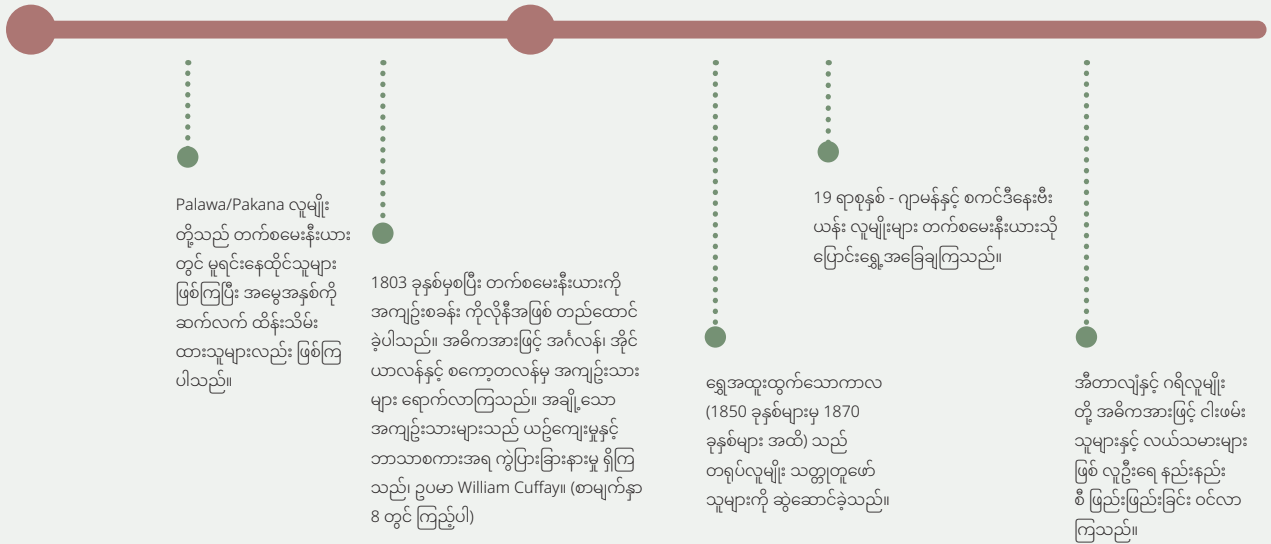 Palawa/Pakana လူမျိုး
တို့သည် တက်စမေးနီးယား
တွင် မူရင်းနေထိုင်သူများ
ဖြစ်ကြပြီး အမွေအနှစ်ကို
ဆက်လက် ထိန်းသိမ်း
ထားသူများလည်း ဖြစ်ကြ
ပါသည်။
1803 ခုနှစ်မှစပြီး တက်စမေးနီးယားကို
အကျဥ်းစခန်း ကိုလိုနီအဖြစ် တည်ထောင်
ခဲ့ပါသည်။ အဓိကအားဖြင့် အင်္ဂလန်၊ အိုင်
ယာလန်နှင့် စကော့တလန်မှ အကျဥ်းသား
များ ရောက်လာကြသည်။ အချို့သော
အကျဥ်းသားများသည် ယဥ်ကျေးမှုနှင့်
ဘာသာစကားအရ ကွဲပြားခြားနားမှု ရှိကြ
သည်၊ ဥပမာ William Cuffay။ (စာမျက်နှာ
8 တွင် ကြည့်ပါ)
ရွှေအထူးထွက်သောကာလ
(1850 ခုနှစ်များမှ 1870
ခုနှစ်များ အထိ) သည်
တရုပ်လူမျိုး သတ္တုတူဖော်
သူများကို ဆွဲဆောင်ခဲ့သည်။
19 ရာစုနှစ် - ဂျာမန်နှင့် စကင်ဒီနေးဗီး
ယန်း လူမျိုးများ တက်စမေးနီးယားသို့
ပြောင်းရွှေ့အခြေချကြသည်။
အီတာလျံနှင့် ဂရိလူမျိုး
တို့ အဓိကအားဖြင့် ငါးဖမ်း
သူများနှင့် လယ်သမားများ
ဖြစ် လူဦးရေ နည်းနည်း
စီ ဖြည်းဖြည်းခြင်း ဝင်လာ
ကြသည်။